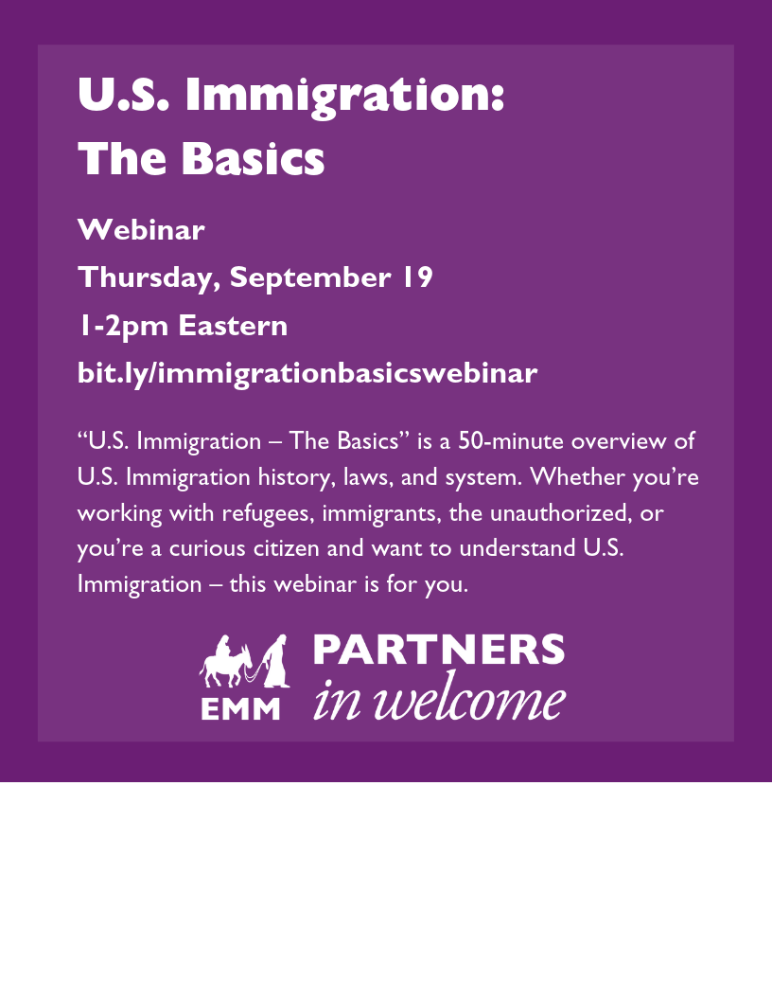 U.S. Immigration:
The Basics
Webinar
Thursday, September 19
1-2pm Eastern
bit.ly/immigrationbasicswebinar
“U.S. Immigration – The Basics” is a 50-minute overview of
U.S. Immigration history, laws, and system. Whether you’re
working with refugees, immigrants, the unauthorized, or
you’re a curious citizen and want to understand U.S.
Immigration – this webinar is for you.
EMM
PARTNERS
in welcome